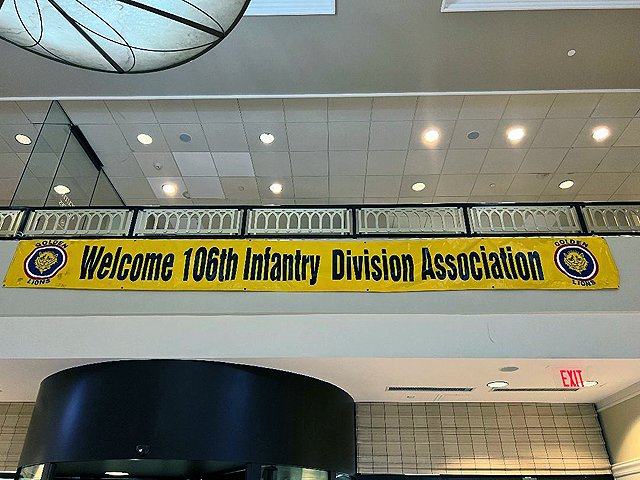 GOLDEN
LIONS
Welcome 106th Infantry Division Association
GOLDEN
LIONS
EXIT